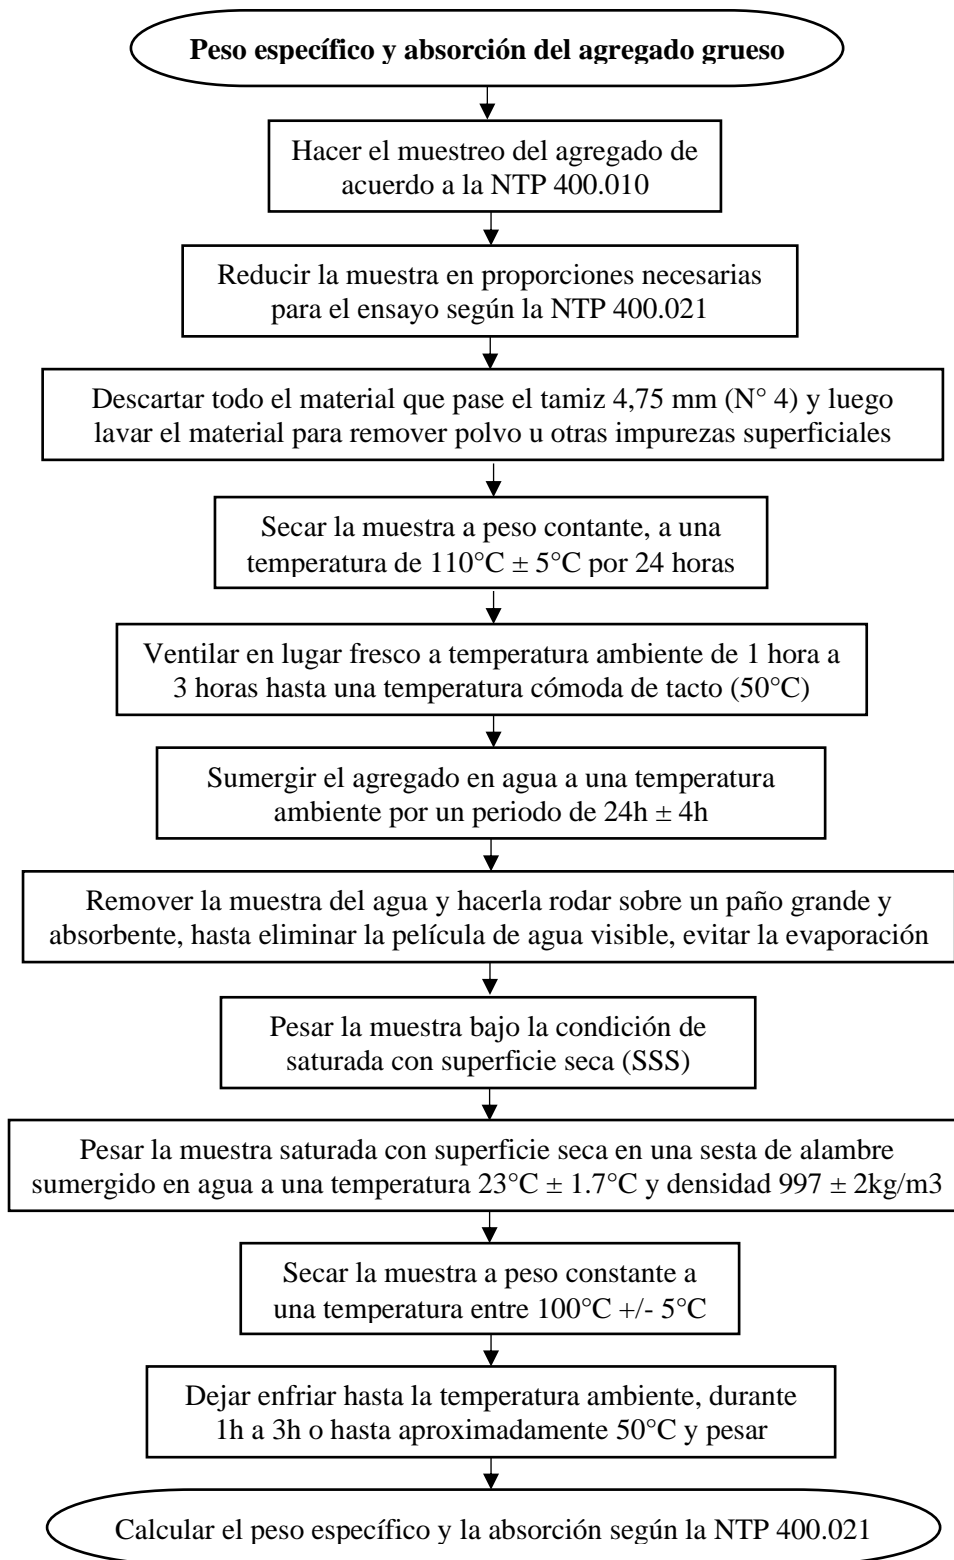 Peso específico y absorción del agregado grueso
Hacer el muestreo del agregado de
acuerdo a la NTP 400.010
Reducir la muestra en proporciones necesarias
para el ensayo según la NTP 400.021
Descartar todo el material que pase el tamiz 4,75 mm (N° 4) y luego
lavar el material para remover polvo u otras impurezas superficiales
Secar la muestra a peso contante, a una
temperatura de 110°C ± 5°C por 24 horas
Ventilar en lugar fresco a temperatura ambiente de 1 hora a
3 horas hasta una temperatura cómoda de tacto (50°C)
Sumergir el agregado en agua a una temperatura
ambiente por un periodo de 24h ± 4h
Remover la muestra del agua y hacerla rodar sobre un paño grande y
absorbente, hasta eliminar la película de agua visible, evitar la evaporación
Pesar la muestra bajo la condición de
saturada con superficie seca (SSS)
Pesar la muestra saturada con superficie seca en una sesta de alambre
sumergido en agua a una temperatura 23°C ± 1.7°C y densidad 997 ± 2kg/m3
Secar la muestra a peso constante a
una temperatura entre 100°C +/- 5°C
Dejar enfriar hasta la temperatura ambiente, durante
1h a 3h o hasta aproximadamente 50°C y pesar
Calcular el peso específico y la absorción según la NTP 400.021